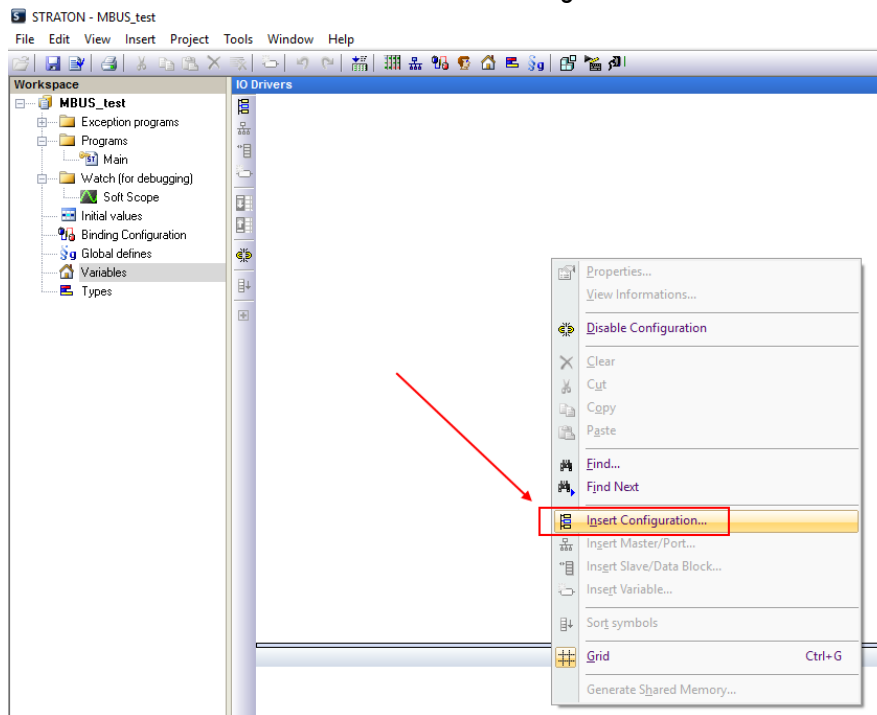 STRATON - MBUS_test
File Edit View Insert Project Tools Window Help
Workspace
IO Drivers
MBUS_test
Exception programs
Programs
Main
Watch (for debugging)
Soft Scope
Initial values
Binding Configuration
Global defines
Variables
Types
Properties...
View Informations...
Disable Configuration
Clear
Cut
Copy
Paste
Find...
Find Next
Insert Configuration...
Insert Master/Port...
Insert Slave/Data Block...
Insert Variable...
Sort symbols
Grid Ctrl+G
Generate Shared Memory...